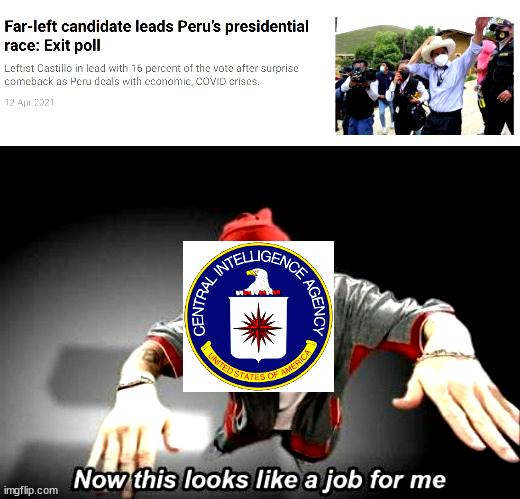 Far-left candidate leads Peru's presidential
race: Exit poll
Leftist Castillo in lead with 16 percent of the vote after surprise
comeback as Peru deals with economic, COVID crises.
12 Apr 2021
CENTRAL INTELLIGENCE AGENCY
UNITED STATES OF AMERICA
Now this looks like a job for me
imgflip.com